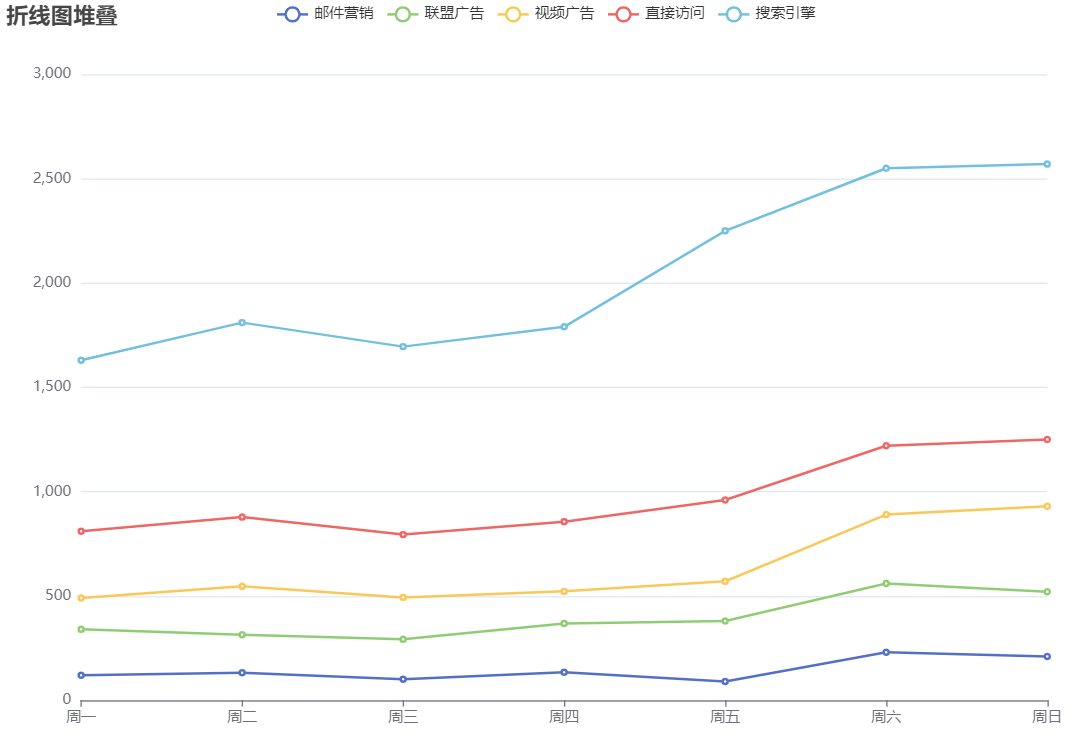 折线图堆叠
邮件营销 联盟广告 视频广告 直接访问 搜索引擎
3,000
2,500
2,000
1,500
1,000
500
0
周一 周二 周三 周四 周五 周六 周日